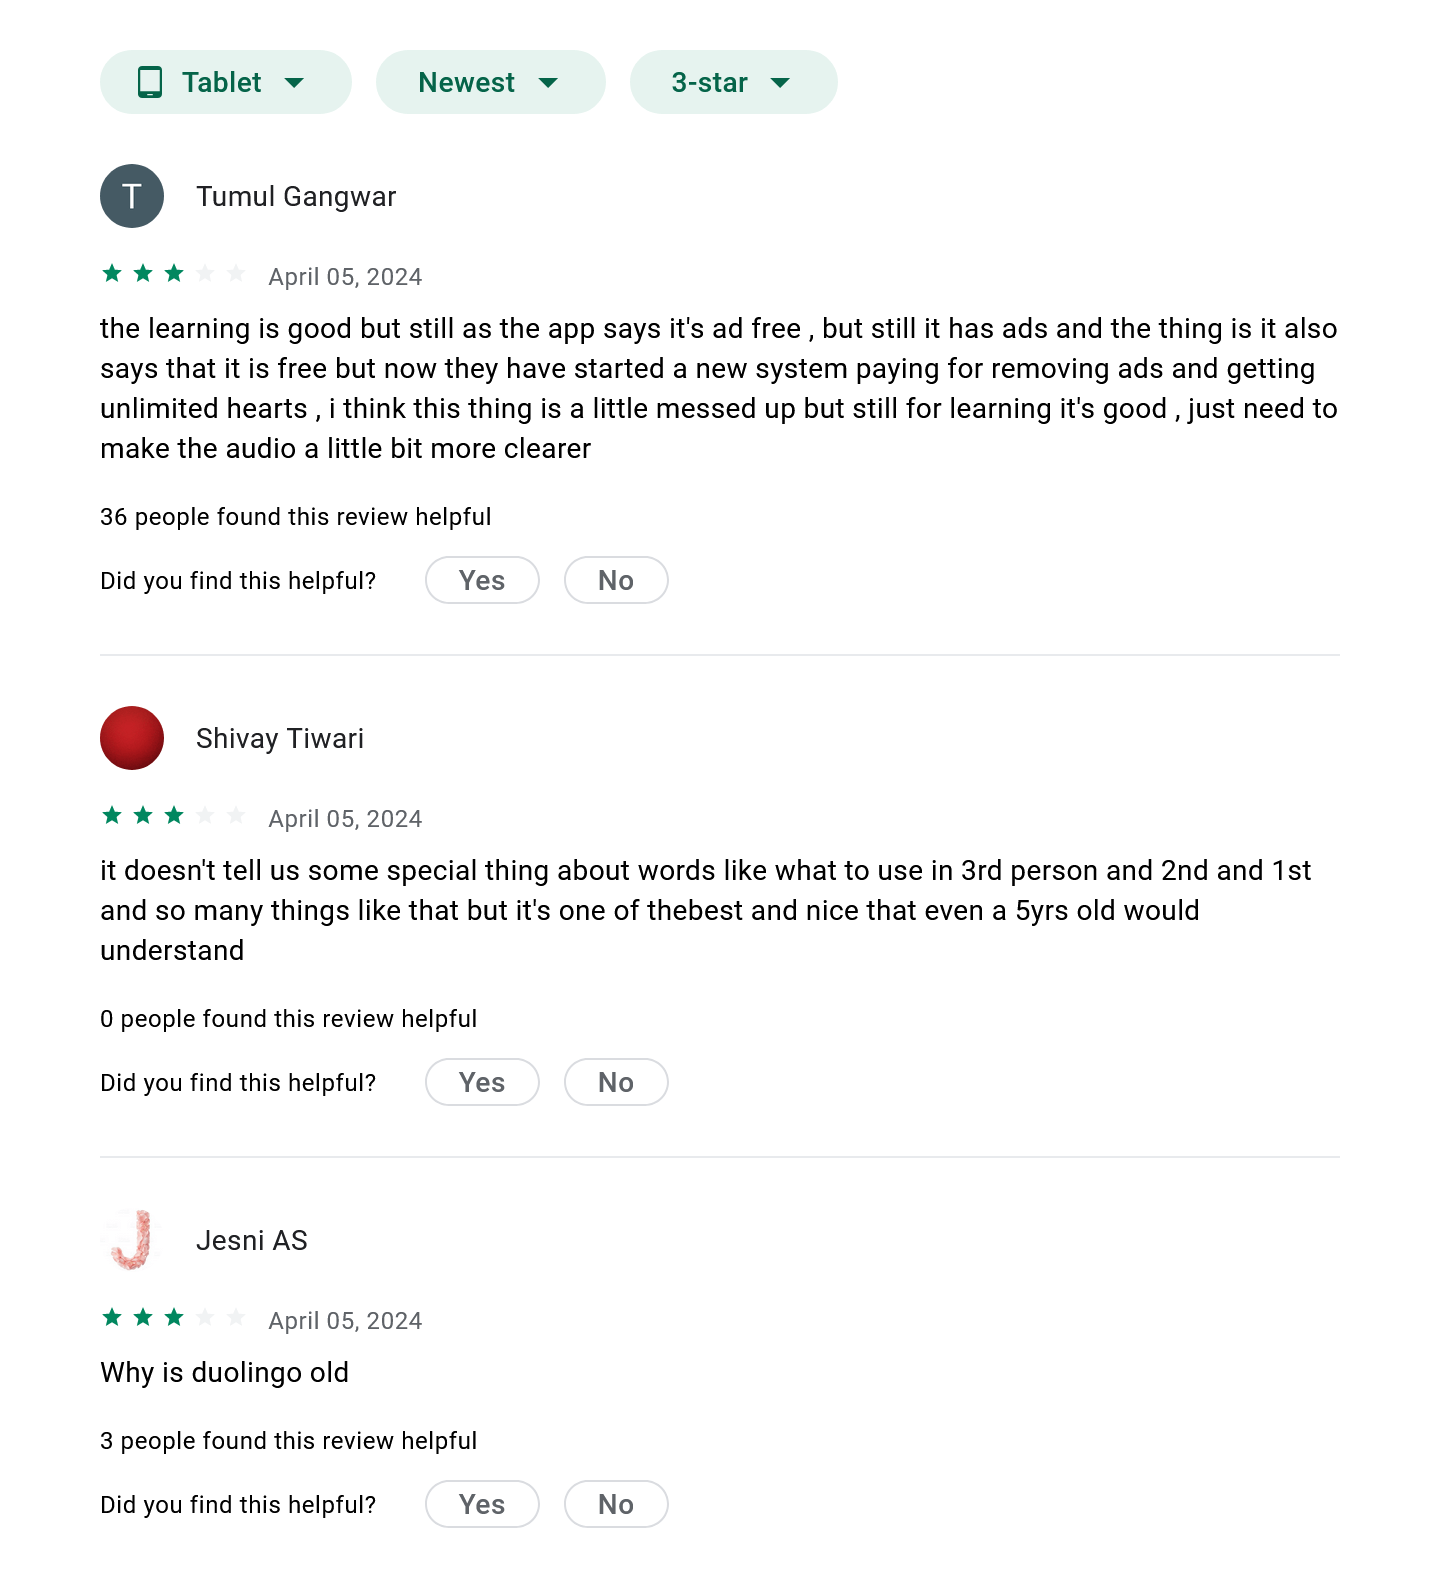 Tablet
Newest
3-star
T
Tumul Gangwar
April 05, 2024
the learning is good but still as the app says it's ad free , but still it has ads and the thing is it also
says that it is free but now they have started a new system paying for removing ads and getting
unlimited hearts , i think this thing is a little messed up but still for learning it's good , just need to
make the audio a little bit more clearer
36 people found this review helpful
Did you find this helpful?
Yes
No
Shivay Tiwari
April 05, 2024
it doesn't tell us some special thing about words like what to use in 3rd person and 2nd and 1st
and so many things like that but it's one of thebest and nice that even a 5yrs old would
understand
0 people found this review helpful
Did you find this helpful?
Yes
No
J
Jesni AS
April 05, 2024
Why is duolingo old
3 people found this review helpful
Did you find this helpful?
Yes
No